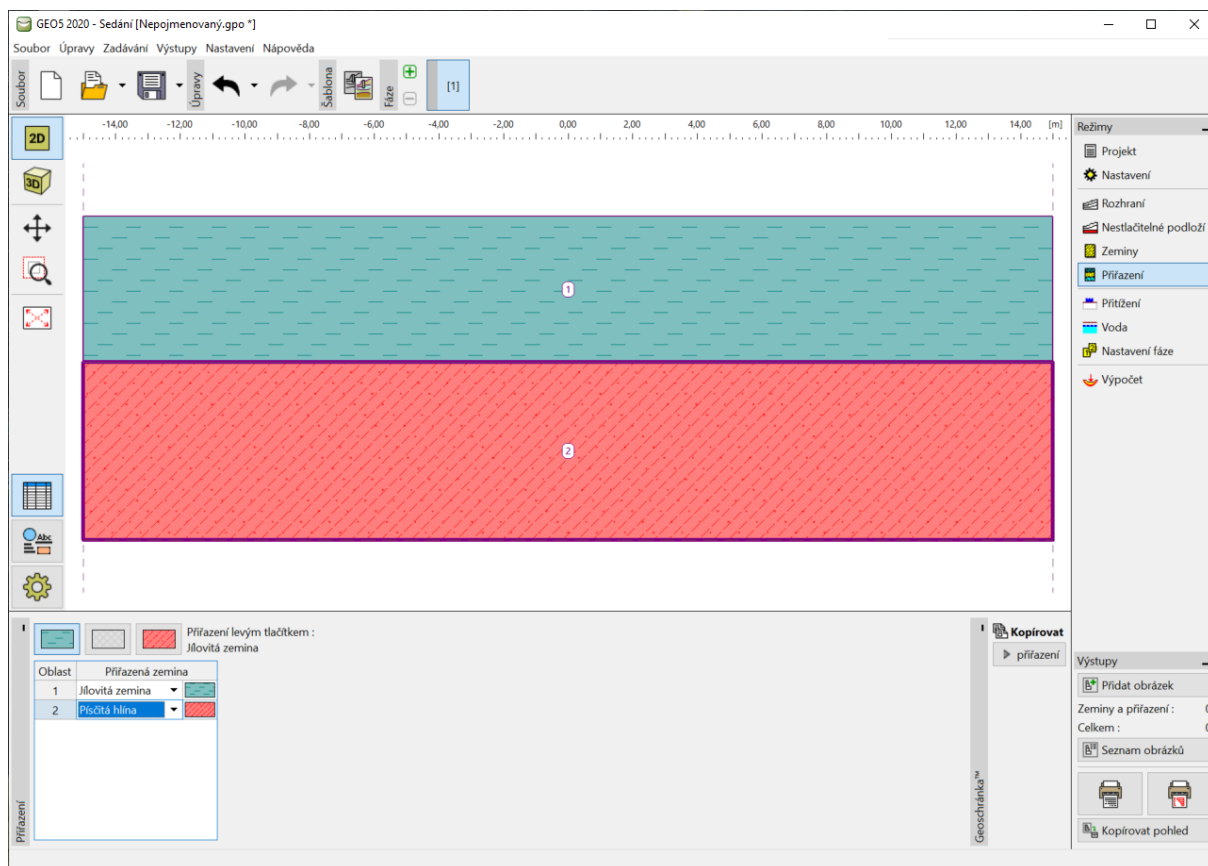 GEO5 2020 - Sedání [Nepojmenovaný.gpo *]
Soubor Úpravy Zadávání Výstupy Nastavení Nápověda
Soubor
Úpravy
Šablona
Fáze
[1]
2D
3D
-14,00 -12,00 -10,00 -8,00 -6,00 -4,00 -2,00 0,00 2,00 4,00 6,00 8,00 10,00 12,00 14,00 [m]
1
2
Abc
Režimy
Projekt
Nastavení
Rozhraní
Nestlačitelné podloží
Zeminy
Přiřazení
Přitížení
Voda
Nastavení fáze
Výpočet
Přiřazení
Přiřazení levým tlačítkem :
Jílovitá zemina
Oblast Přiřazená zemina
1 Jílovitá zemina
2 Písčitá hlína
Geoschránka™
Kopírovat
přiřazení
Výstupy
Přidat obrázek
Zeminy a přiřazení : 0
Celkem : 0
Seznam obrázků
Kopírovat pohled